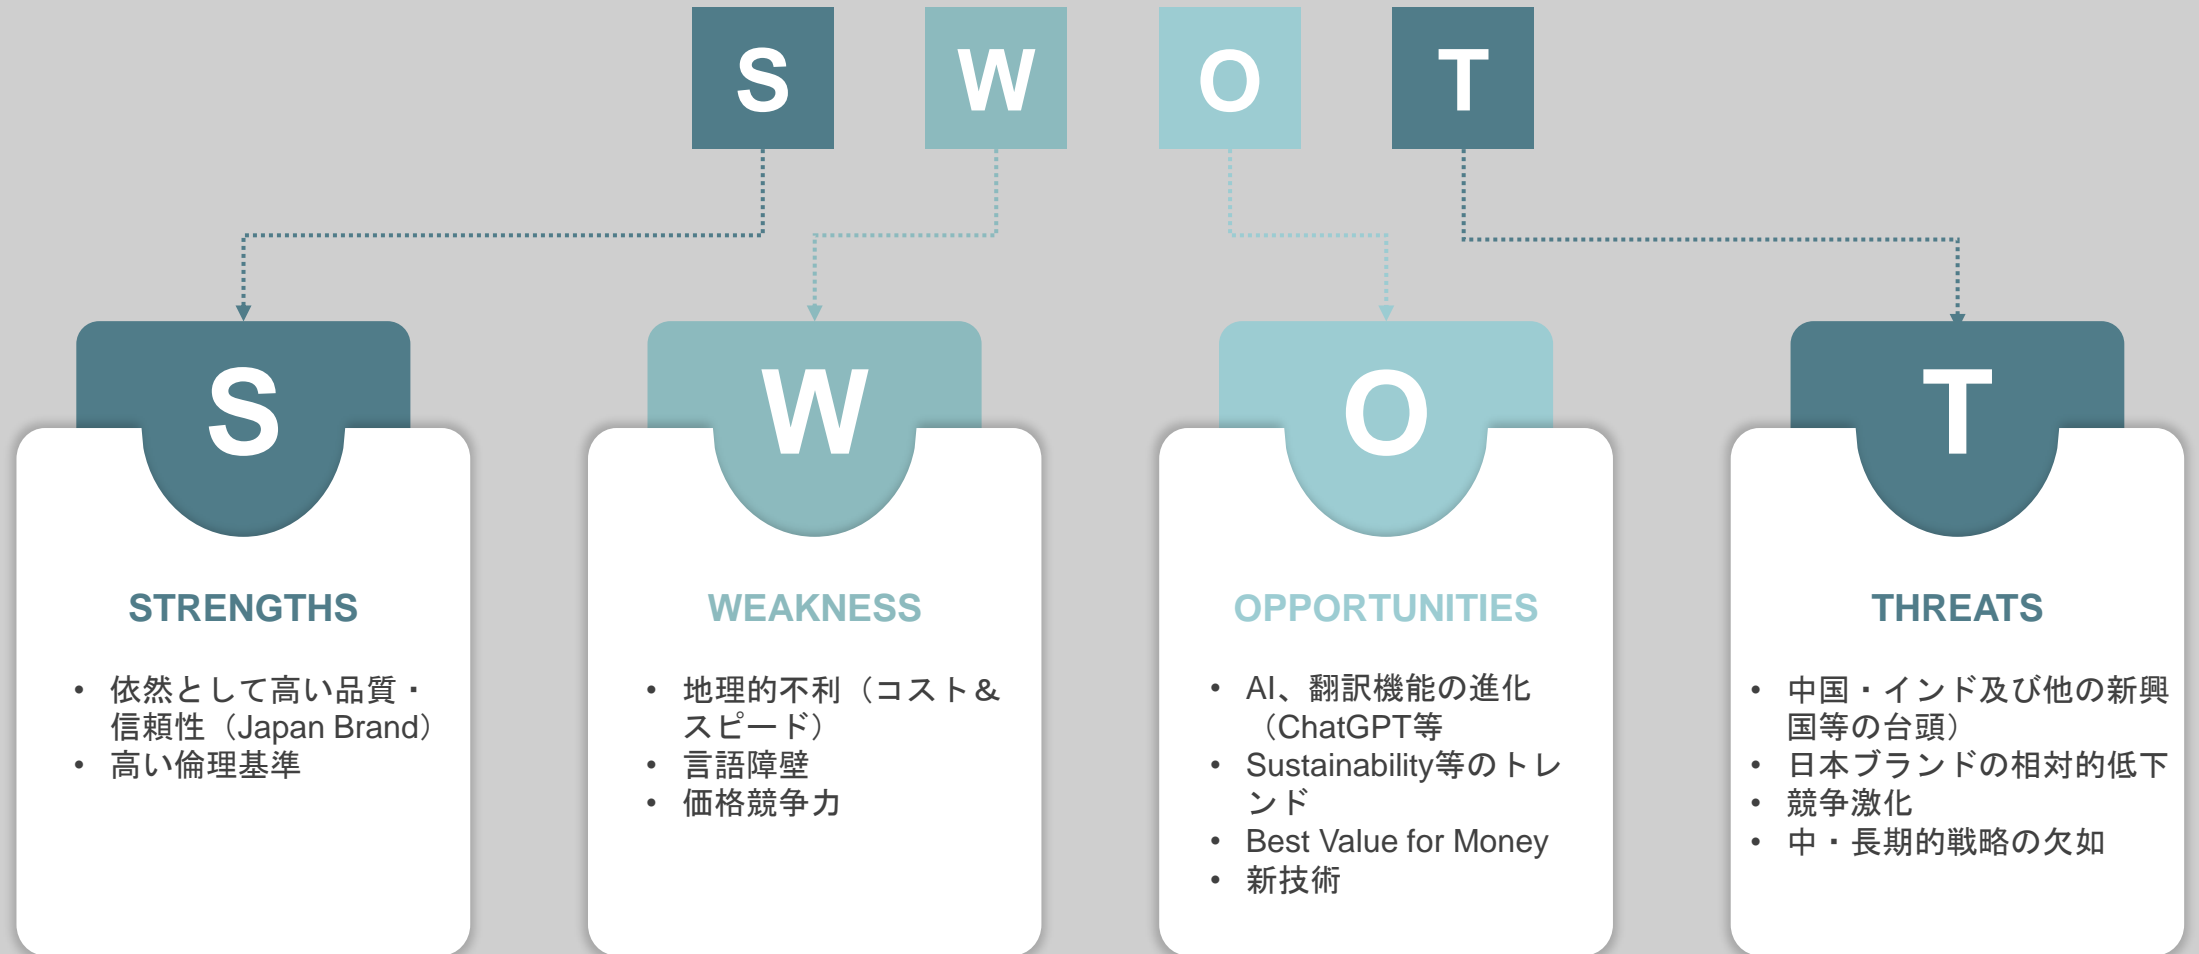 S W O T
S
W
O
T
STRENGTHS
• 依然として高い品質・
信頼性（Japan Brand）
• 高い倫理基準
WEAKNESS
• 地理的不利（コスト＆
スピード）
• 言語障壁
• 価格競争力
OPPORTUNITIES
• AI、翻訳機能の進化
（ChatGPT等
• Sustainability等のトレ
ンド
• Best Value for Money
• 新技術
THREATS
• 中国・インド及び他の新興
国等の台頭）
• 日本ブランドの相対的低下
• 競争激化
• 中・長期的戦略の欠如